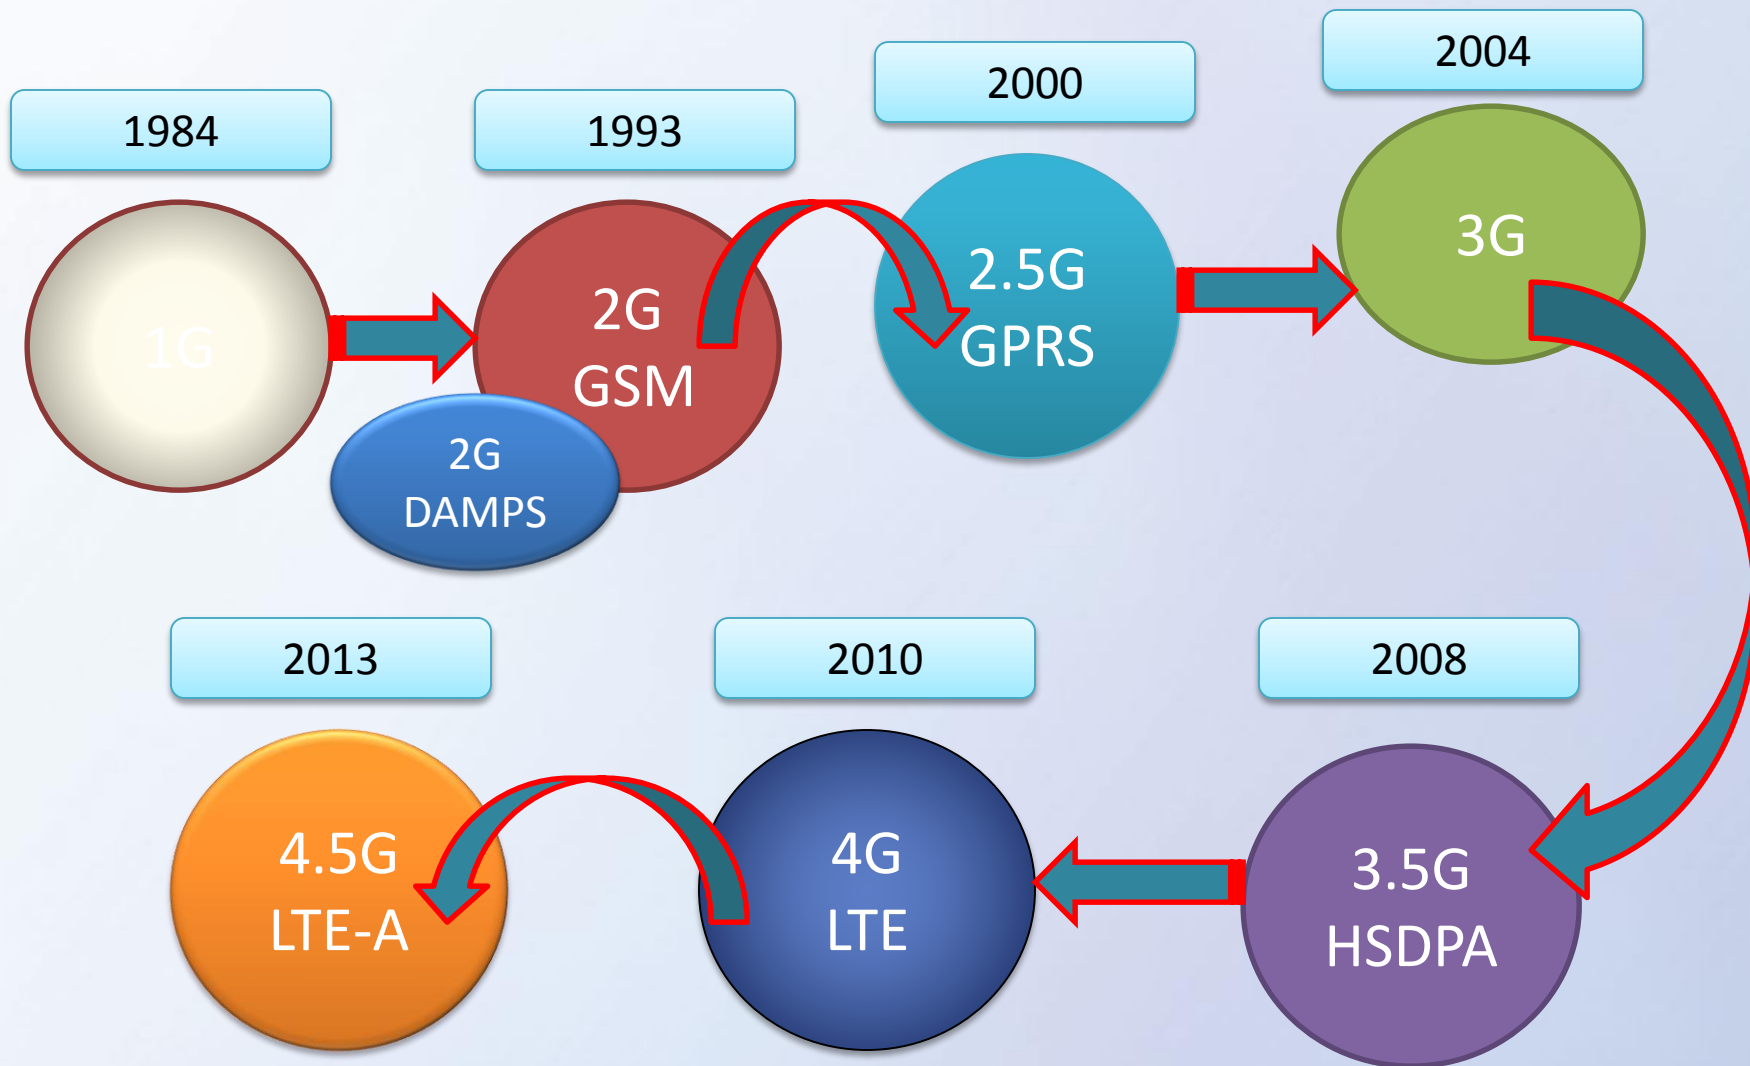 1984
1993
2000
2004
1G
2G
GSM
2G
DAMPS
2.5G
GPRS
3G
2013
2010
2008
4.5G
LTE-A
4G
LTE
3.5G
HSDPA